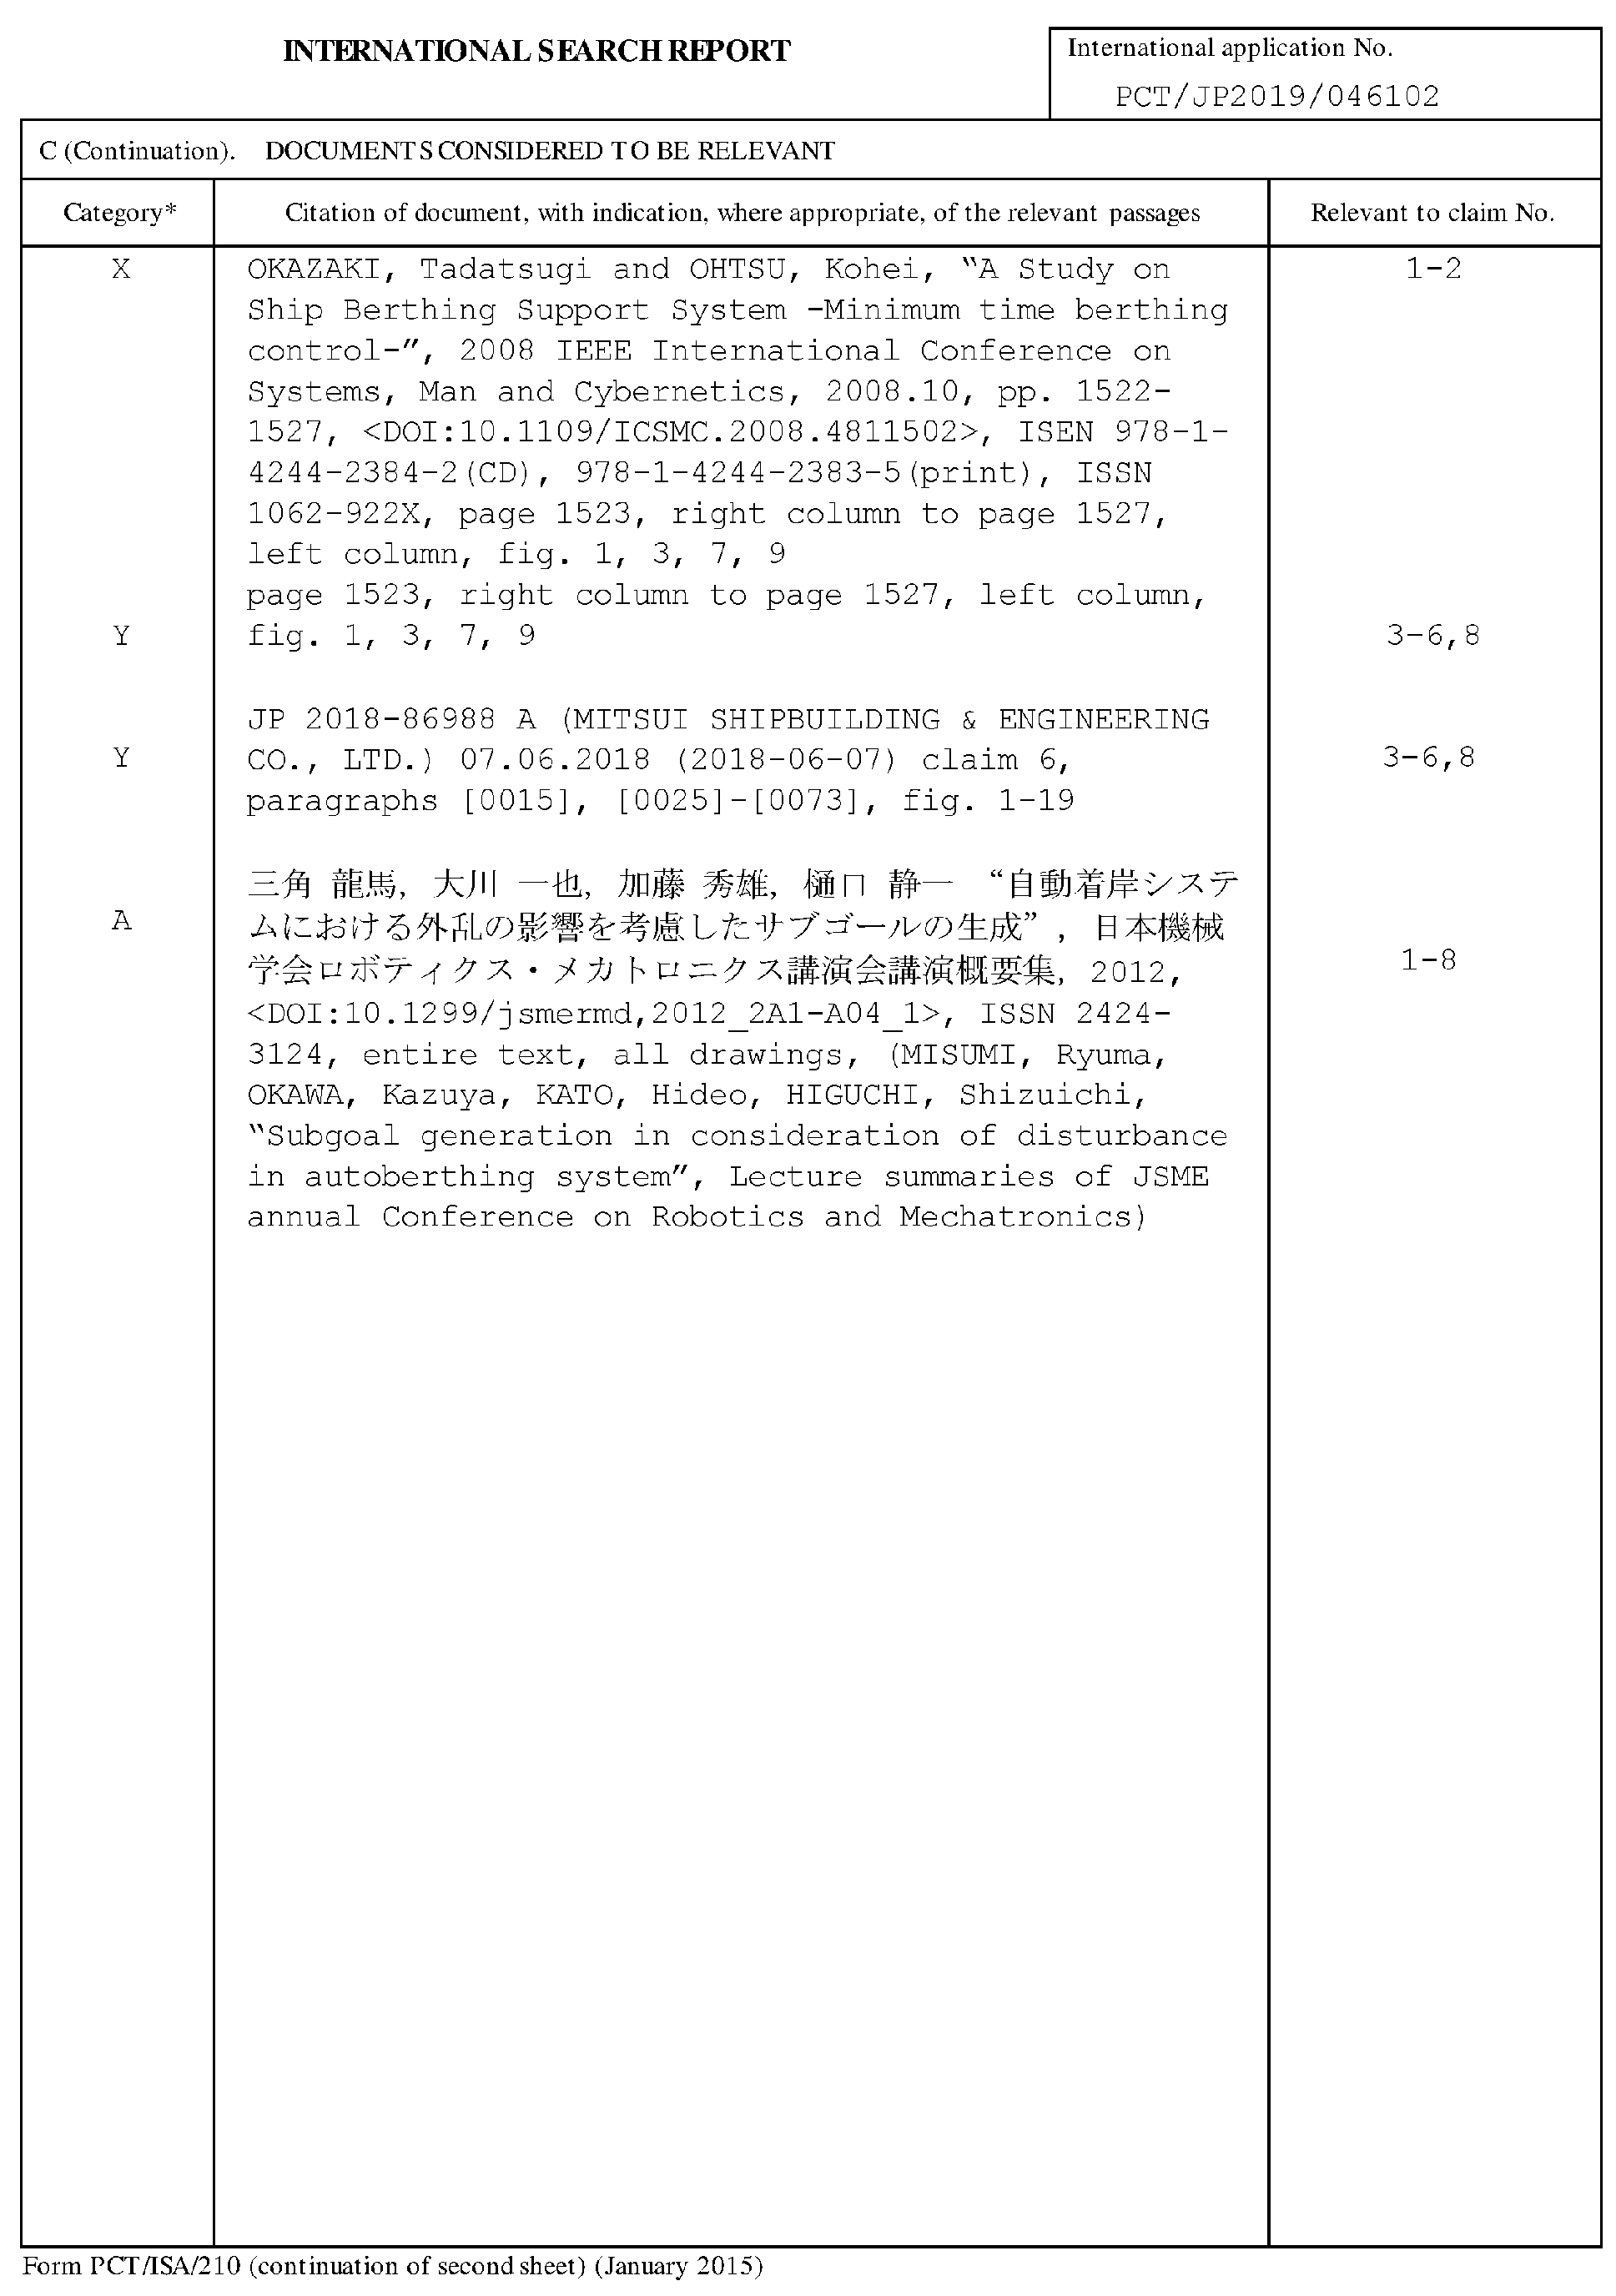 INTERNATIONAL SEARCH REPORT
International application No.
PCT/JP2019/046102
C (Continuation). DOCUMENTS CONSIDERED TO BE RELEVANT
Category* Citation of document, with indication, where appropriate, of the relevant passages Relevant to claim No.
X OKAZAKI, Tadatsugi and OHTSU, Kohei, “A Study on 1-2
Ship Berthing Support System -Minimum time berthing
control-”, 2008 IEEE International Conference on
Systems, Man and Cybernetics, 2008.10, pp. 1522-
1527, <DOI:10.1109/ICSMC.2008.4811502>, ISEN 978-1-
4244-2384-2(CD), 978-1-4244-2383-5(print), ISSN
1062-922X, page 1523, right column to page 1527,
left column, fig. 1, 3, 7, 9
page 1523, right column to page 1527, left column,
Y fig. 1, 3, 7, 9 3-6,8
JP 2018-86988 A (MITSUI SHIPBUILDING & ENGINEERING
Y CO., LTD.) 07.06.2018 (2018-06-07) claim 6, 3-6,8
paragraphs [0015], [0025]-[0073], fig. 1-19
三角 龍馬, 大川 一也, 加藤 秀雄, 樋口 静一 “自動着岸システ
A ムにおける外乱の影響を考慮したサブゴールの生成”, 日本機械
学会ロボティクス・メカトロニクス講演会講演概要集, 2012, 1-8
<DOI:10.1299/jsmermd,2012_2A1-A04_1>, ISSN 2424-
3124, entire text, all drawings, (MISUMI, Ryuma,
OKAWA, Kazuya, KATO, Hideo, HIGUCHI, Shizuichi,
“Subgoal generation in consideration of disturbance
in autoberthing system”, Lecture summaries of JSME
annual Conference on Robotics and Mechatronics)
Form PCT/ISA/210 (continuation of second sheet) (January 2015)